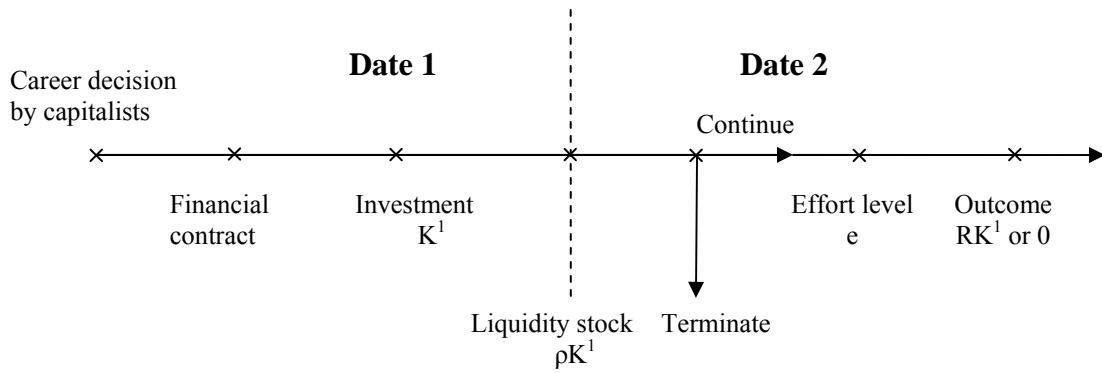 Date 1
Date 2
Career decision
by capitalists
Continue
Financial
contract
Investment
K¹
Effort level
e
Outcome
RK¹ or 0
Liquidity stock
ρK¹
Terminate